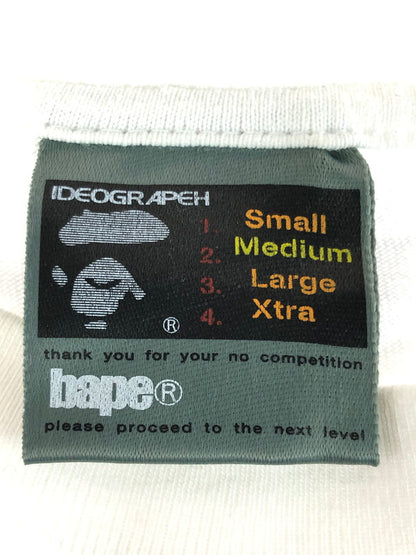 IDEOGRAPEH
1. Small
2. Medium
3. Large
4. Xtra
®
thank you for your no competition
bape®
please proceed to the next level